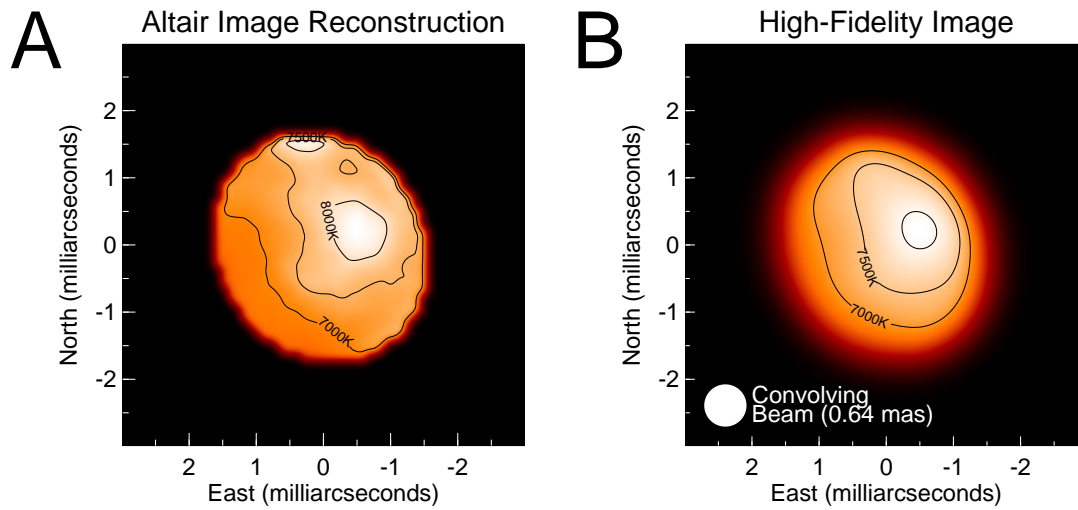 A
Altair Image Reconstruction
North (milliarcseconds)
2
1
0
-1
-2
7500K
8000K
7000K
2 1 0 -1 -2
East (milliarcseconds)
B
High-Fidelity Image
North (milliarcseconds)
2
1
0
-1
-2
7500K
7000K
Convolving
Beam (0.64 mas)
2 1 0 -1 -2
East (milliarcseconds)